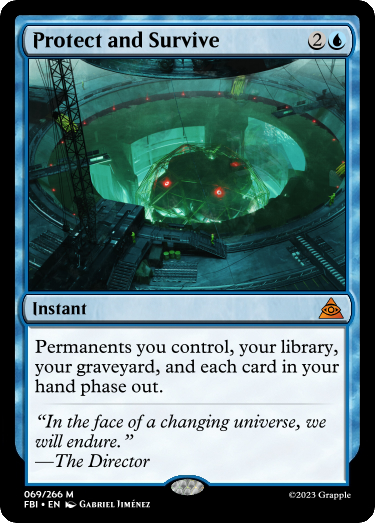 Protect and Survive 2
Instant
Permanents you control, your library,
your graveyard, and each card in your
hand phase out.
“In the face of a changing universe, we
will endure.”
—The Director
069/266 M
FBI • EN Gabriel Jiménez
©2023 Grapple